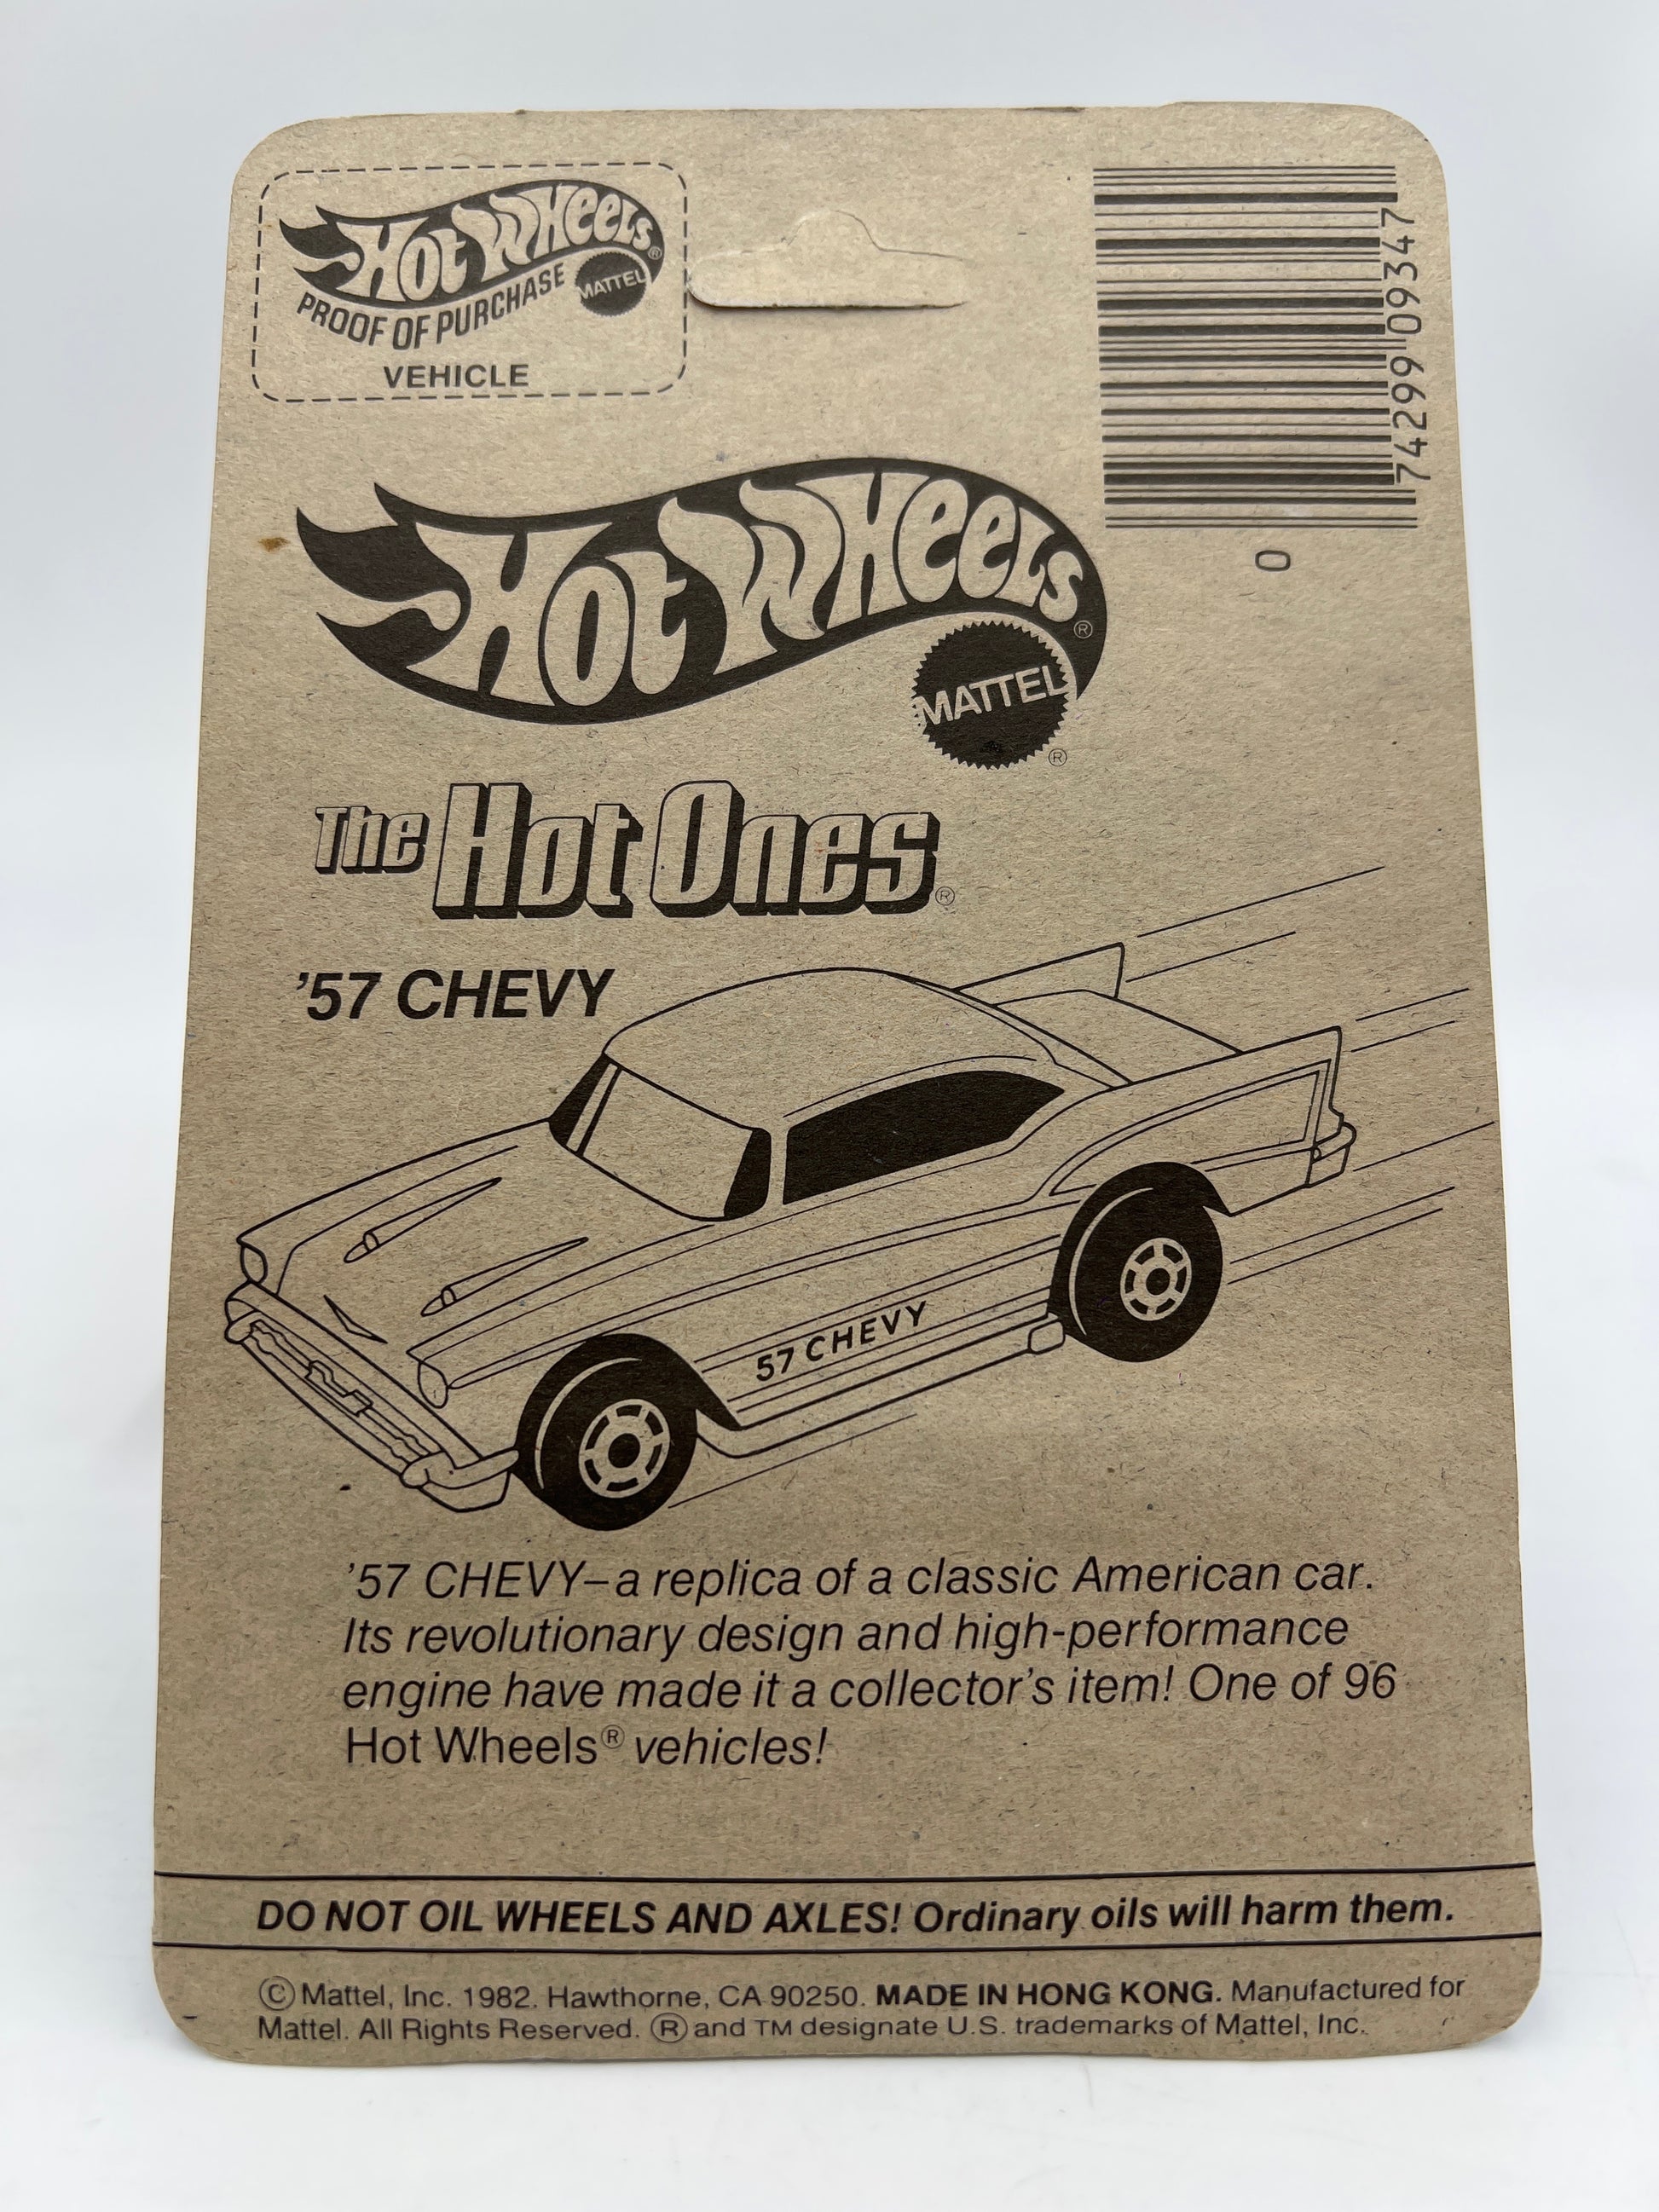 HOT WHEELS®
MATTEL
PROOF OF PURCHASE
VEHICLE
74299 09347
0
HOT WHEELS®
MATTEL®
The Hot Ones®
'57 CHEVY
57 CHEVY
'57 CHEVY–a replica of a classic American car.
Its revolutionary design and high-performance
engine have made it a collector's item! One of 96
Hot Wheels® vehicles!
DO NOT OIL WHEELS AND AXLES! Ordinary oils will harm them.
© Mattel, Inc. 1982. Hawthorne, CA 90250. MADE IN HONG KONG. Manufactured for
Mattel. All Rights Reserved. ® and TM designate U.S. trademarks of Mattel, Inc.